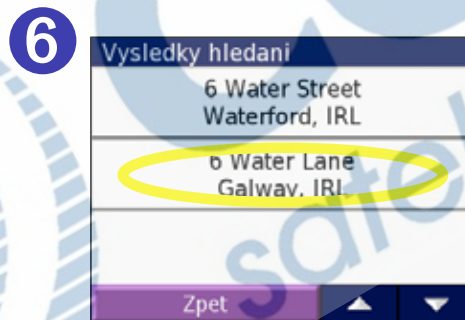 6
Vysledky hledani
6 Water Street
Waterford, IRL
6 Water Lane
Galway, IRL
Zpet